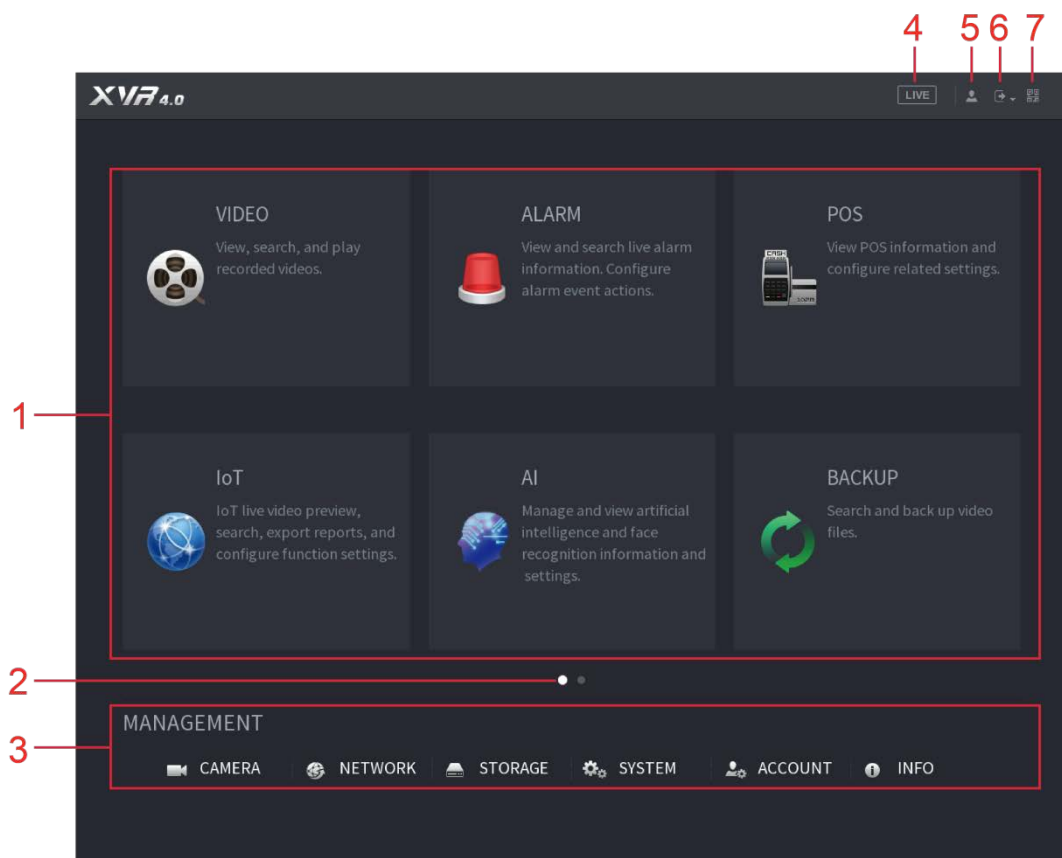 4 5 6 7
XVR 4.0
LIVE
VIDEO
View, search, and play
recorded videos.
ALARM
View and search live alarm
information. Configure
alarm event actions.
POS
View POS information and
configure related settings.
CASH
1
IoT
IoT live video preview,
search, export reports, and
configure function settings.
AI
Manage and view artificial
intelligence and face
recognition information and
settings.
BACKUP
Search and back up video
files.
2
MANAGEMENT
3
CAMERA NETWORK STORAGE SYSTEM ACCOUNT INFO